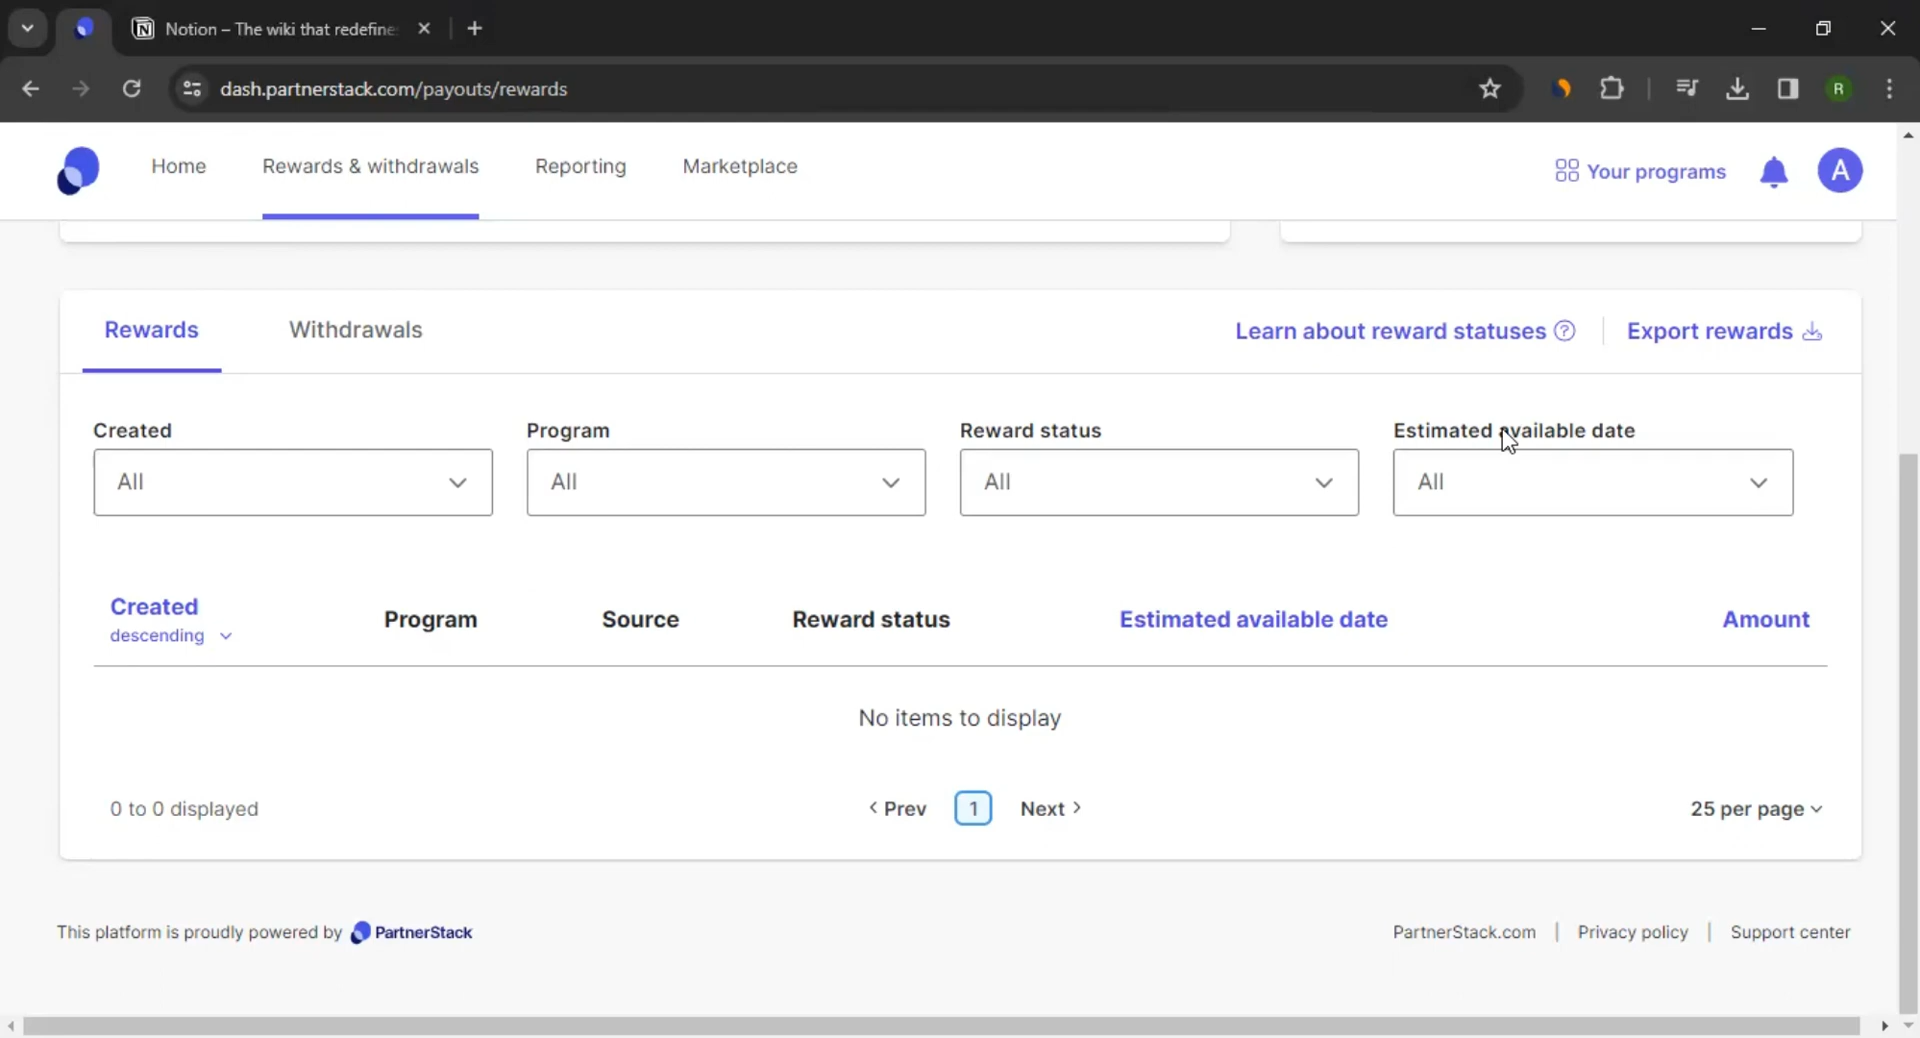 Notion – The wiki that redefine
dash.partnerstack.com/payouts/rewards
R
Home
Rewards & withdrawals
Reporting
Marketplace
Your programs
A
Rewards
Withdrawals
Learn about reward statuses
Export rewards
Created
Program
Reward status
Estimated available date
All
All
All
All
Created
descending
Program
Source
Reward status
Estimated available date
Amount
No items to display
0 to 0 displayed
Prev
1
Next
25 per page
This platform is proudly powered by PartnerStack
PartnerStack.com | Privacy policy | Support center